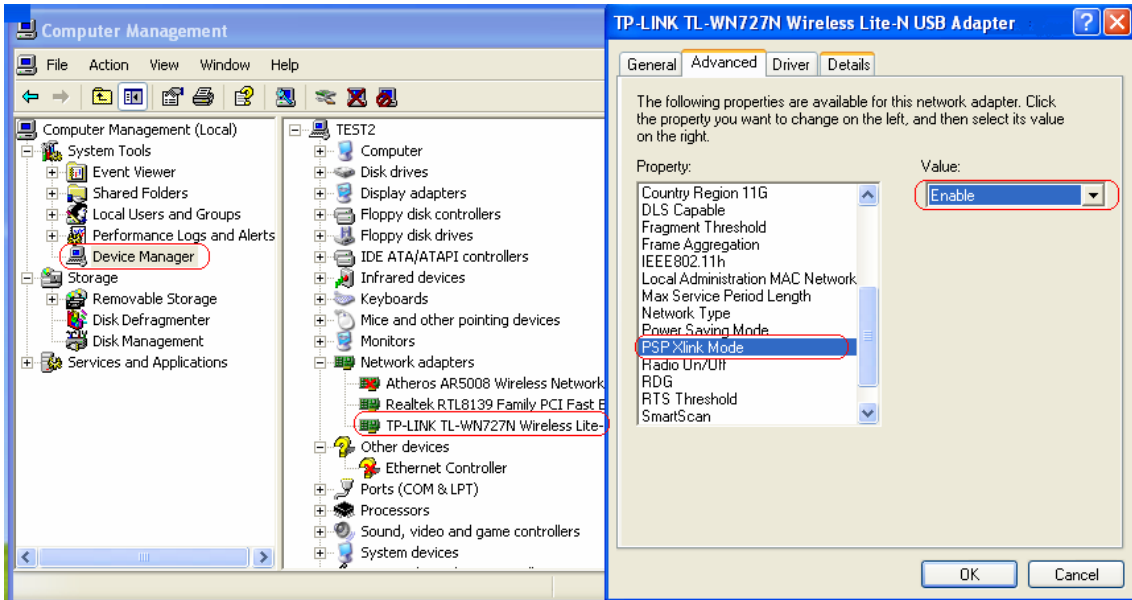 Computer Management
File Action View Window Help
Computer Management (Local)
System Tools
Event Viewer
Shared Folders
Local Users and Groups
Performance Logs and Alerts
Device Manager
Storage
Removable Storage
Disk Defragmenter
Disk Management
Services and Applications
TEST2
Computer
Disk drives
Display adapters
Floppy disk controllers
Floppy disk drives
IDE ATA/ATAPI controllers
Infrared devices
Keyboards
Mice and other pointing devices
Monitors
Network adapters
Atheros AR5008 Wireless Network
Realtek RTL8139 Family PCI Fast E
TP-LINK TL-WN727N Wireless Lite-
Other devices
Ethernet Controller
Ports (COM & LPT)
Processors
Sound, video and game controllers
System devices
TP-LINK TL-WN727N Wireless Lite-N USB Adapter
General Advanced Driver Details
The following properties are available for this network adapter. Click
the property you want to change on the left, and then select its value
on the right.
Property:
Country Region 11G
DLS Capable
Fragment Threshold
Frame Aggregation
IEEE802.11h
Local Administration MAC Network
Max Service Period Length
Network Type
Power Saving Mode
PSP Xlink Mode
Radio On/Off
RDG
RTS Threshold
SmartScan
Value:
Enable
OK Cancel